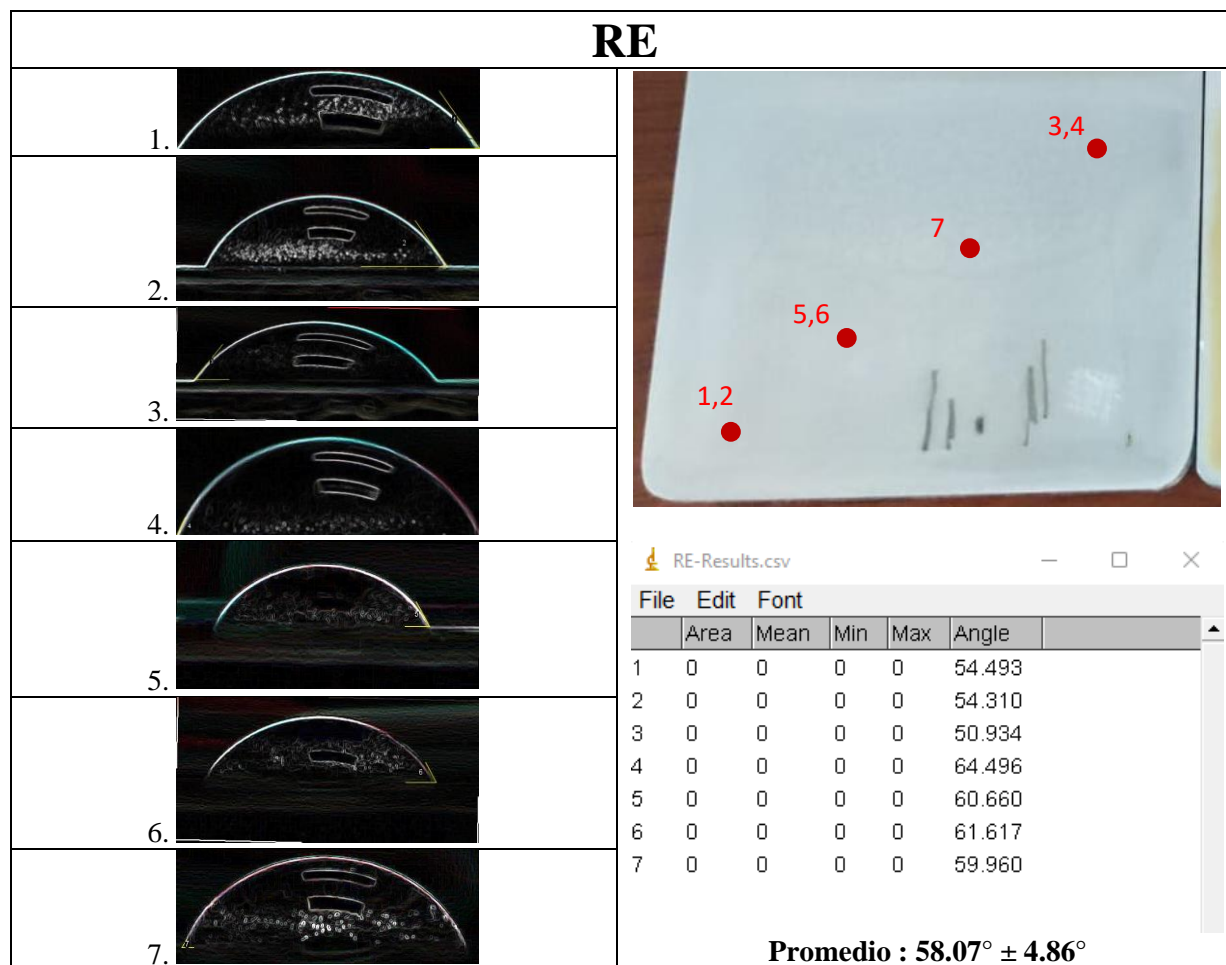 RE
1.
2.
3.
4.
5.
6.
7.
3,4
7
5,6
1,2
RE-Results.csv
File Edit Font
Area Mean Min Max Angle
1 0 0 0 0 54.493
2 0 0 0 0 54.310
3 0 0 0 0 50.934
4 0 0 0 0 64.496
5 0 0 0 0 60.660
6 0 0 0 0 61.617
7 0 0 0 0 59.960
Promedio : 58.07° ± 4.86°